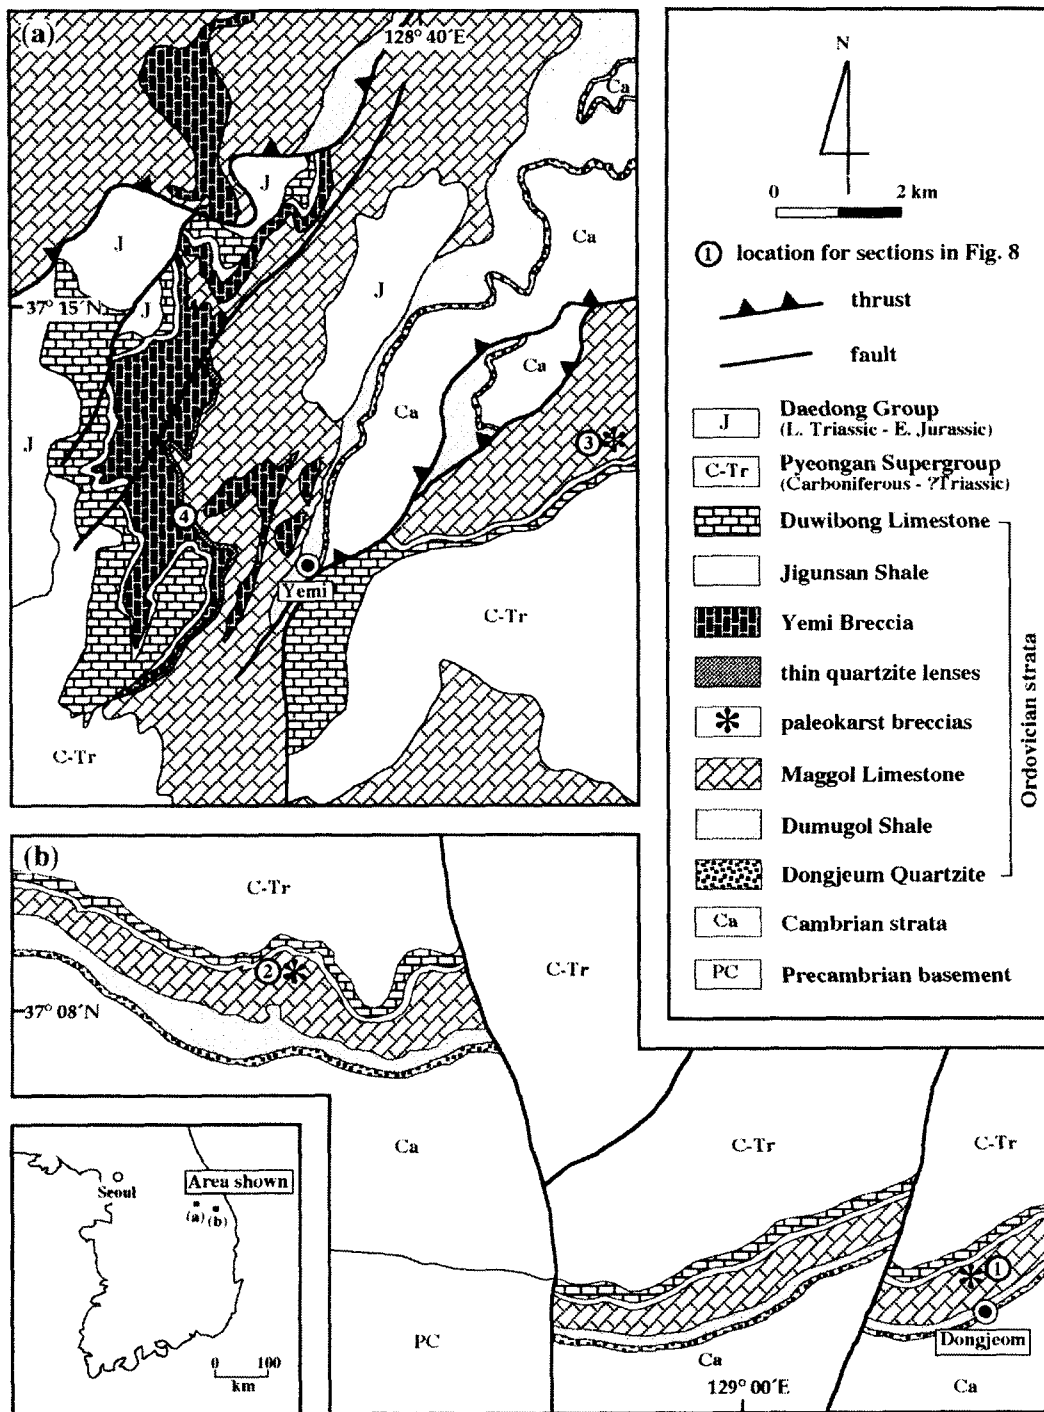 (a)
128° 40´E
Ca
J
J
Ca
37° 15´N
J
J
Ca
Ca
J
3
4
Yemi
C-Tr
C-Tr
N
0 2 km
1 location for sections in Fig. 8
thrust
fault
J Daedong Group
(L. Triassic - E. Jurassic)
C-Tr Pyeongan Supergroup
(Carboniferous - ?Triassic)
Duwibong Limestone
Jigunsan Shale
Yemi Breccia
thin quartzite lenses
paleokarst breccias
Maggol Limestone
Dumugol Shale
Dongjeum Quartzite
Ordovician strata
Ca Cambrian strata
PC Precambrian basement
(b)
C-Tr
C-Tr
2
37° 08´N
Ca
C-Tr
C-Tr
1
Dongjeom
PC
Ca
129° 00´E
Ca
Seoul
Area shown
(a) (b)
0 100
km